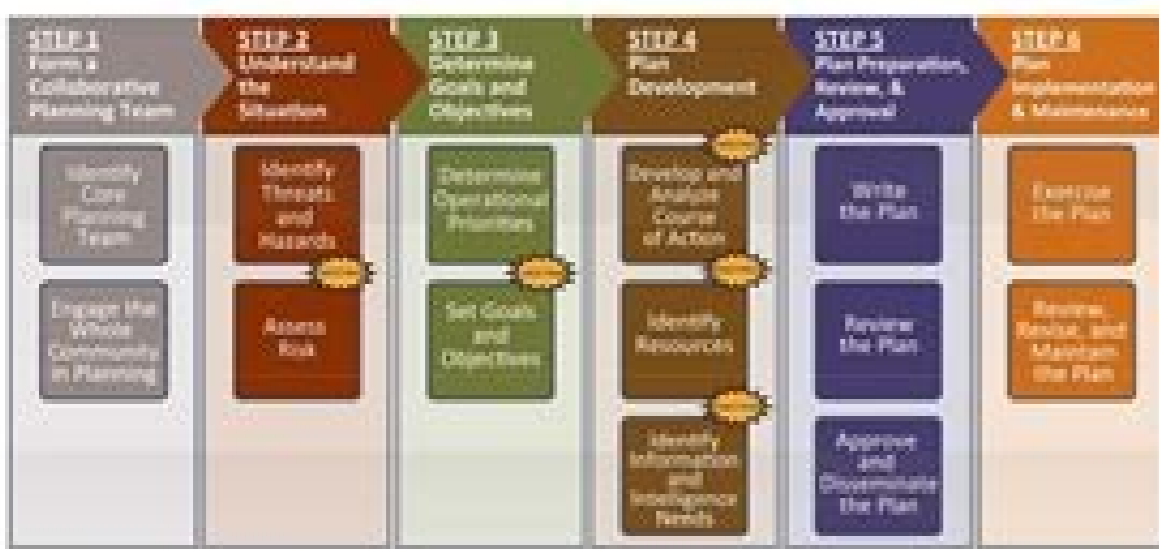 STEP 1
Form a
Collaborative
Planning Team
STEP 2
Understand
the
Situation
STEP 3
Determine
Goals and
Objectives
STEP 4
Plan
Development
STEP 5
Plan Preparation,
Review, &
Approval
STEP 6
Plan
Implementation
& Maintenance
Identify
Core
Planning
Team
Engage the
Whole
Community
in Planning
Identify
Threats
and
Hazards
Assess
Risk
Determine
Operational
Priorities
Set Goals
and
Objectives
Develop and
Analyze
Course
of Action
Identify
Resources
Identify
Information
and
Intelligence
Needs
Write
the Plan
Review
the Plan
Approve
and
Disseminate
the Plan
Exercise
the Plan
Review,
Revise, and
Maintain
the Plan